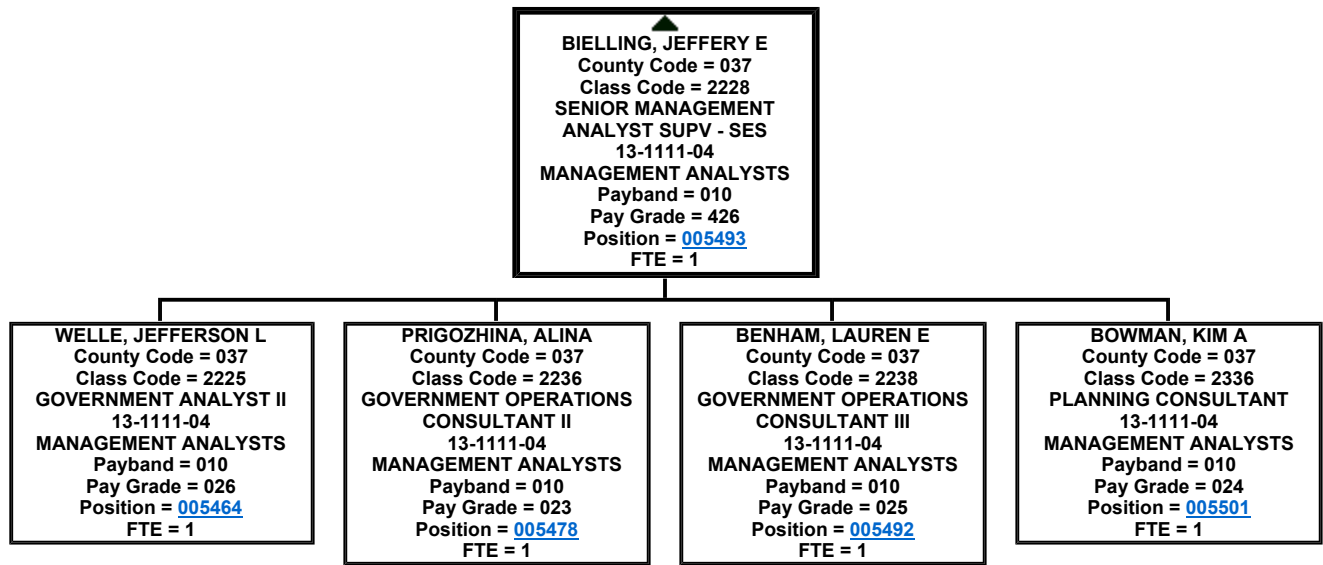 BIELLING, JEFFERY E
County Code = 037
Class Code = 2228
SENIOR MANAGEMENT
ANALYST SUPV - SES
13-1111-04
MANAGEMENT ANALYSTS
Payband = 010
Pay Grade = 426
Position = 005493
FTE = 1
WELLE, JEFFERSON L
County Code = 037
Class Code = 2225
GOVERNMENT ANALYST II
13-1111-04
MANAGEMENT ANALYSTS
Payband = 010
Pay Grade = 026
Position = 005464
FTE = 1
PRIGOZHINA, ALINA
County Code = 037
Class Code = 2236
GOVERNMENT OPERATIONS
CONSULTANT II
13-1111-04
MANAGEMENT ANALYSTS
Payband = 010
Pay Grade = 023
Position = 005478
FTE = 1
BENHAM, LAUREN E
County Code = 037
Class Code = 2238
GOVERNMENT OPERATIONS
CONSULTANT III
13-1111-04
MANAGEMENT ANALYSTS
Payband = 010
Pay Grade = 025
Position = 005492
FTE = 1
BOWMAN, KIM A
County Code = 037
Class Code = 2336
PLANNING CONSULTANT
13-1111-04
MANAGEMENT ANALYSTS
Payband = 010
Pay Grade = 024
Position = 005501
FTE = 1